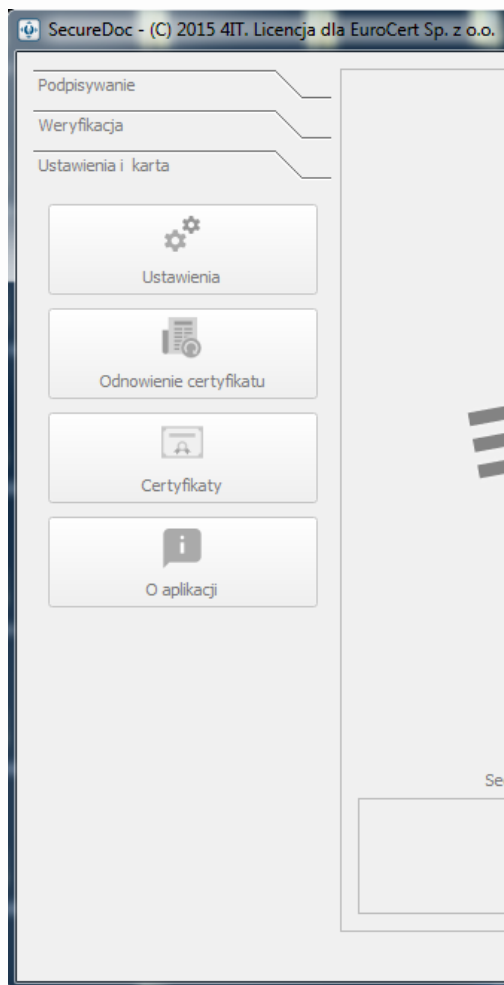 SecureDoc - (C) 2015 4IT. Licencja dla EuroCert Sp. z o.o.
Podpisywanie
Weryfikacja
Ustawienia i karta
Ustawienia
Odnowienie certyfikatu
Certyfikaty
O aplikacji